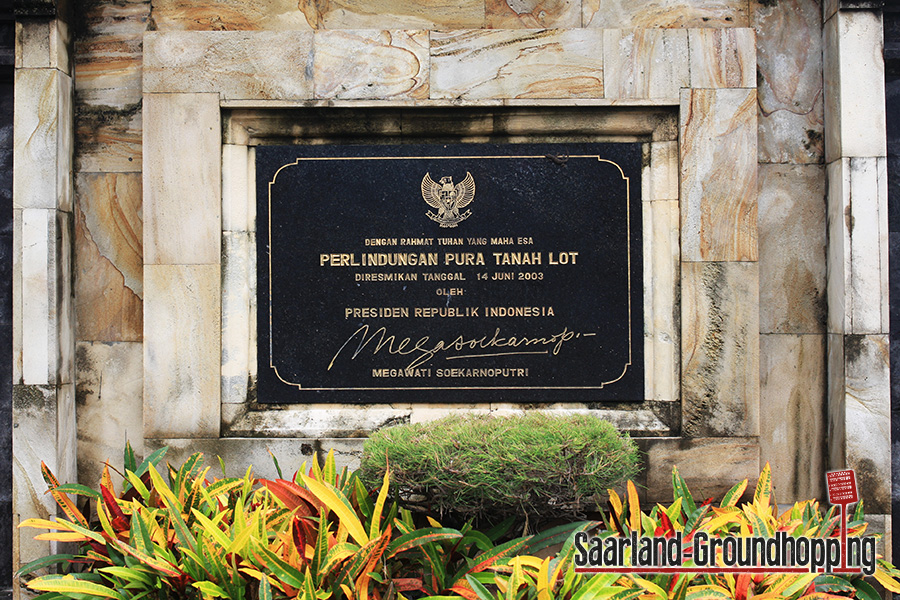 DENGAN RAHMAT TUHAN YANG MAHA ESA
PERLINDUNGAN PURA TANAH LOT
DIRESMIKAN TANGGAL 14 JUNI 2003
OLEH
PRESIDEN REPUBLIK INDONESIA
Megasoekarnop.
MEGAWATI SOEKARNOPUTRI
Saarland-Groundhopping